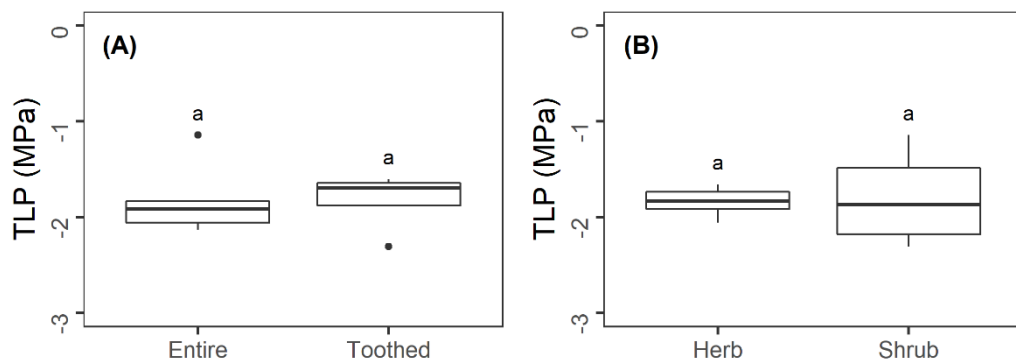 (A)
TLP (MPa)
0
-1
-2
-3
a
a
Entire
Toothed
(B)
TLP (MPa)
0
-1
-2
-3
a
a
Herb
Shrub